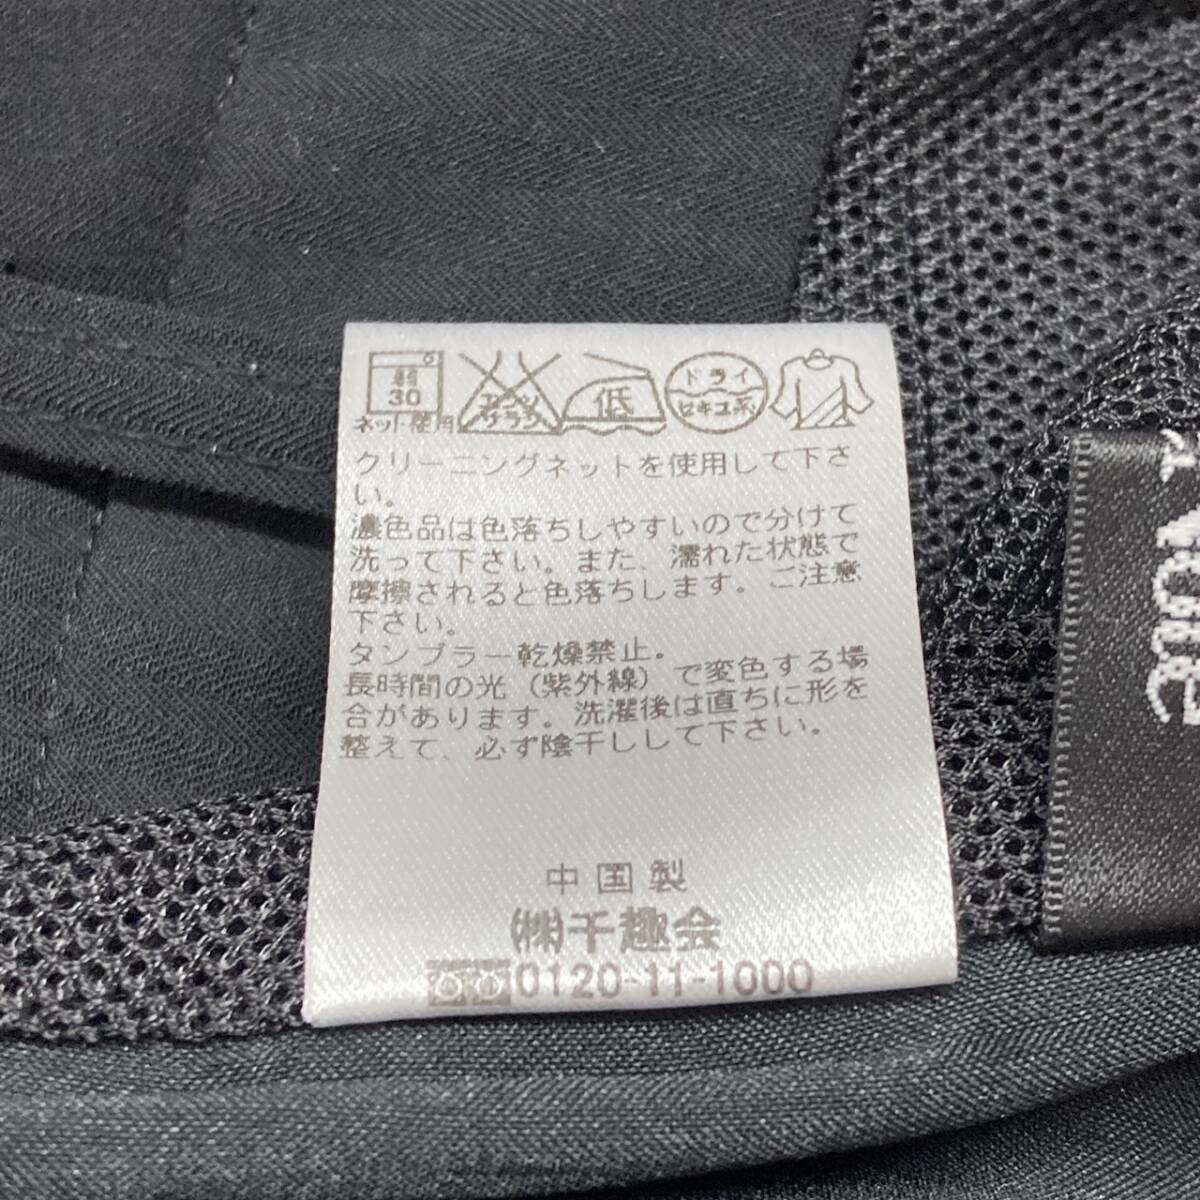 弱
30
ネット使用
エンソ
サラシ
低
ドライ
セキユ系
クリーニングネットを使用して下さ
い。
濃色品は色落ちしやすいので分けて
洗って下さい。また、濡れた状態で
摩擦されると色落ちします。ご注意
下さい。
タンブラー乾燥禁止。
長時間の光（紫外線）で変色する場
合があります。洗濯後は直ちに形を
整えて、必ず陰干しして下さい。
中国製
㈱千趣会
0120-11-1000